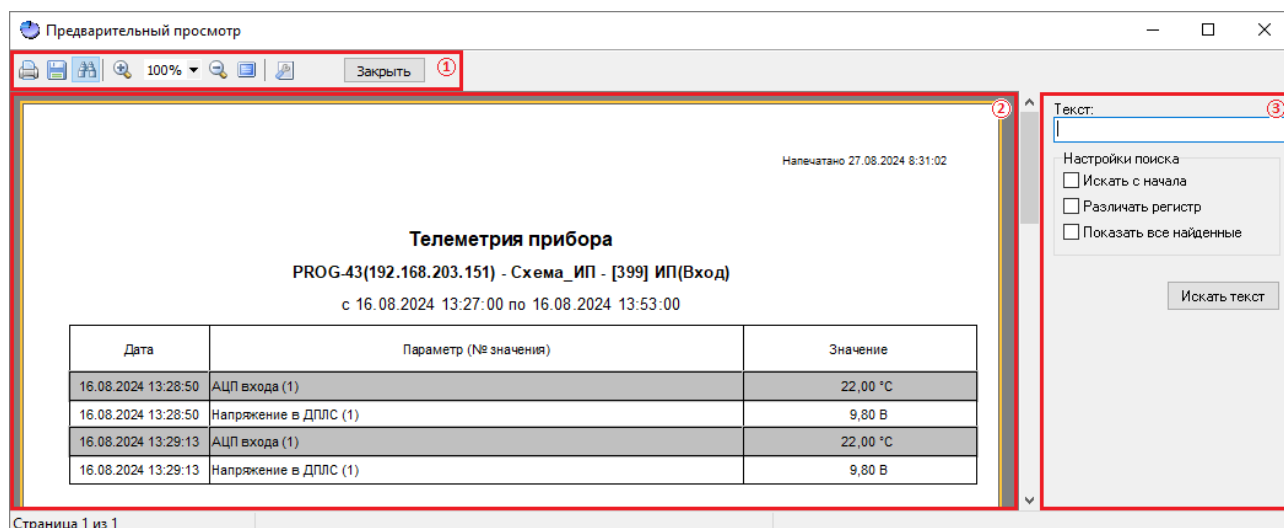 Предварительный просмотр
100% Закрыть ①
② ③
Текст:
Настройки поиска
Искать с начала
Различать регистр
Показать все найденные
Искать текст
Напечатано 27.08.2024 8:31:02
Телеметрия прибора
PROG-43(192.168.203.151) - Схема_ИП - [399] ИП(Вход)
с 16.08.2024 13:27:00 по 16.08.2024 13:53:00
Дата Параметр (№ значения) Значение
16.08.2024 13:28:50 АЦП входа (1) 22,00 °C
16.08.2024 13:28:50 Напряжение в ДПЛС (1) 9,80 В
16.08.2024 13:29:13 АЦП входа (1) 22,00 °C
16.08.2024 13:29:13 Напряжение в ДПЛС (1) 9,80 В
Страница 1 из 1